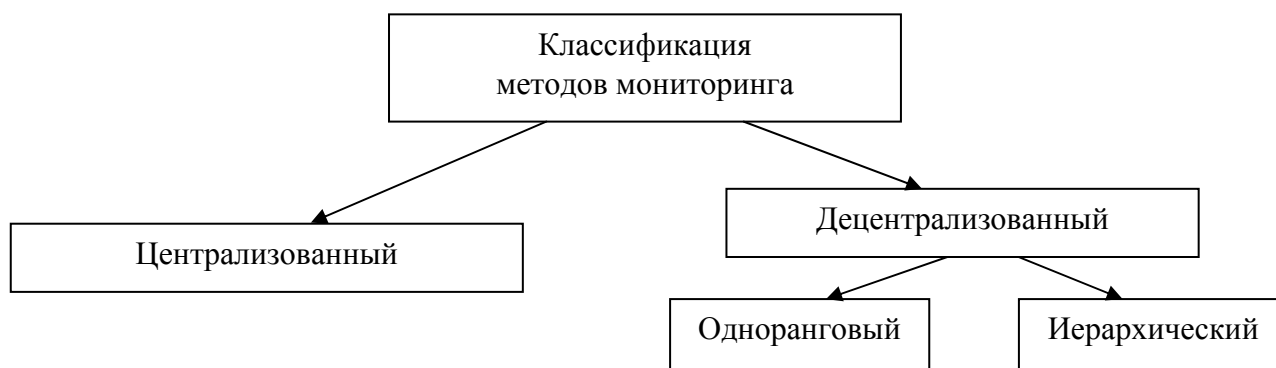 Классификация
методов мониторинга
Централизованный
Децентрализованный
Одноранговый
Иерархический